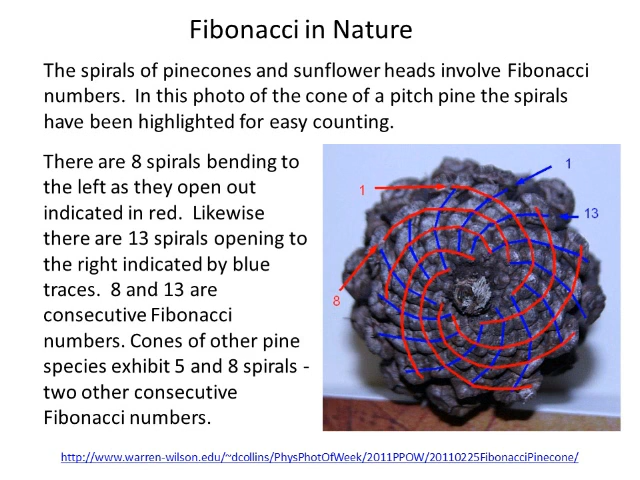 Fibonacci in Nature
The spirals of pinecones and sunflower heads involve Fibonacci
numbers. In this photo of the cone of a pitch pine the spirals
have been highlighted for easy counting.
There are 8 spirals bending to
the left as they open out
indicated in red. Likewise
there are 13 spirals opening to
the right indicated by blue
traces. 8 and 13 are
consecutive Fibonacci
numbers. Cones of other pine
species exhibit 5 and 8 spirals -
two other consecutive
Fibonacci numbers.
1
1
13
8
http://www.warren-wilson.edu/~dcollins/PhysPhotOfWeek/2011PPOW/20110225FibonacciPinecone/